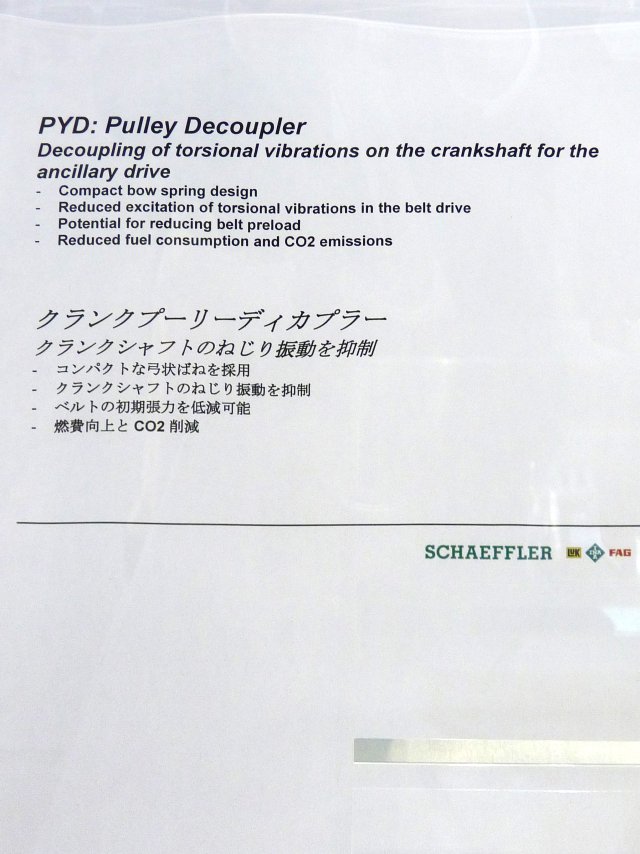 PYD: Pulley Decoupler
Decoupling of torsional vibrations on the crankshaft for the
ancillary drive
- Compact bow spring design
- Reduced excitation of torsional vibrations in the belt drive
- Potential for reducing belt preload
- Reduced fuel consumption and CO2 emissions
クランクプーリーディカプラー
クランクシャフトのねじり振動を抑制
- コンパクトな弓状ばねを採用
- クランクシャフトのねじり振動を抑制
- ベルトの初期張力を低減可能
- 燃費向上と CO2 削減
SCHAEFFLER LUK INA FAG